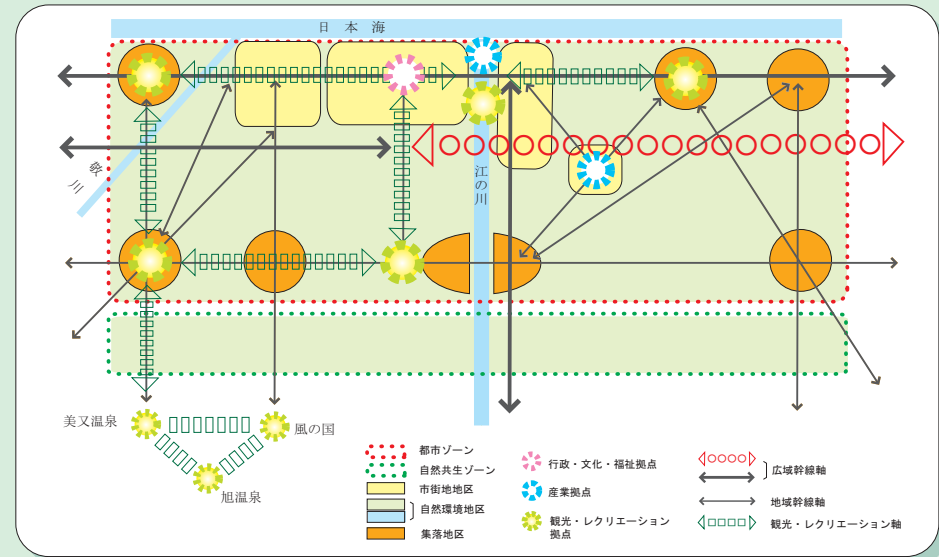 日本海
敬川
江の川
美又温泉
風の国
旭温泉
都市ゾーン
自然共生ゾーン
市街地地区
自然環境地区
集落地区
行政・文化・福祉拠点
産業拠点
観光・レクリエーション
拠点
広域幹線軸
地域幹線軸
観光・レクリエーション軸